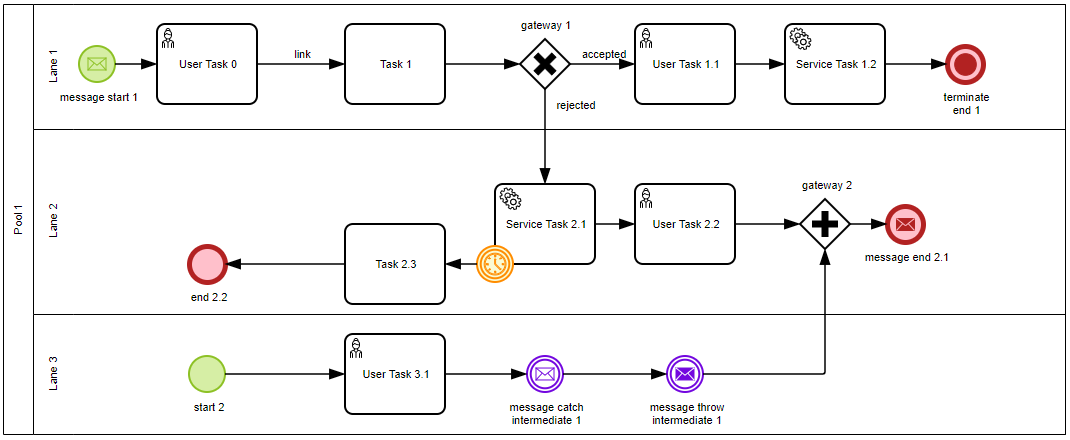 Pool 1
Lane 1
message start 1
User Task 0
link
Task 1
gateway 1
accepted
rejected
User Task 1.1
Service Task 1.2
terminate
end 1
Lane 2
end 2.2
Task 2.3
Service Task 2.1
User Task 2.2
gateway 2
message end 2.1
Lane 3
start 2
User Task 3.1
message catch
intermediate 1
message throw
intermediate 1